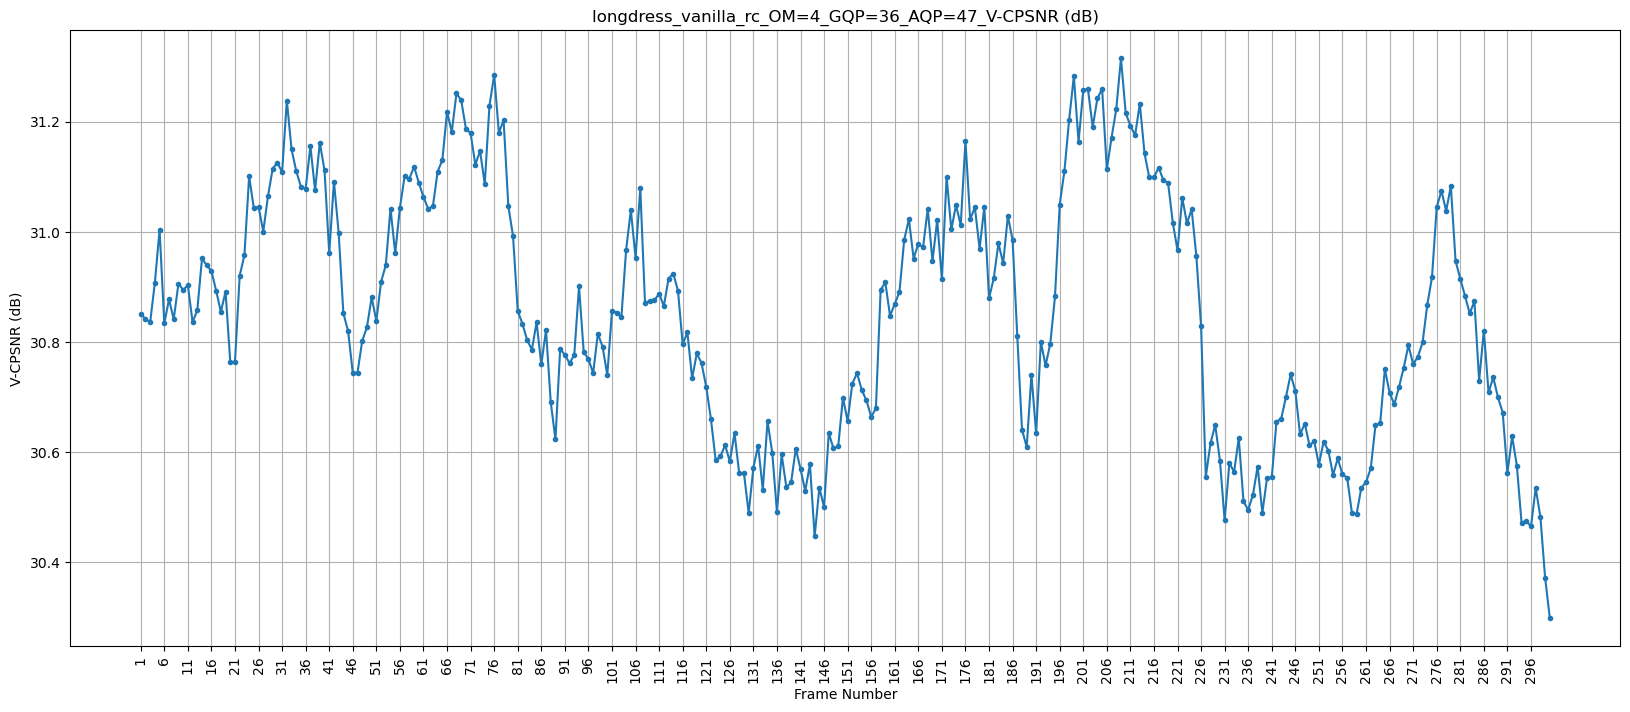 longdress_vanilla_rc_OM=4_GQP=36_AQP=47_V-CPSNR (dB)
V-CPSNR (dB)
31.2
31.0
30.8
30.6
30.4
1 6 11 16 21 26 31 36 41 46 51 56 61 66 71 76 81 86 91 96 101 106 111 116 121 126 131 136 141 146 151 156 161 166 171 176 181 186 191 196 201 206 211 216 221 226 231 236 241 246 251 256 261 266 271 276 281 286 291 296
Frame Number